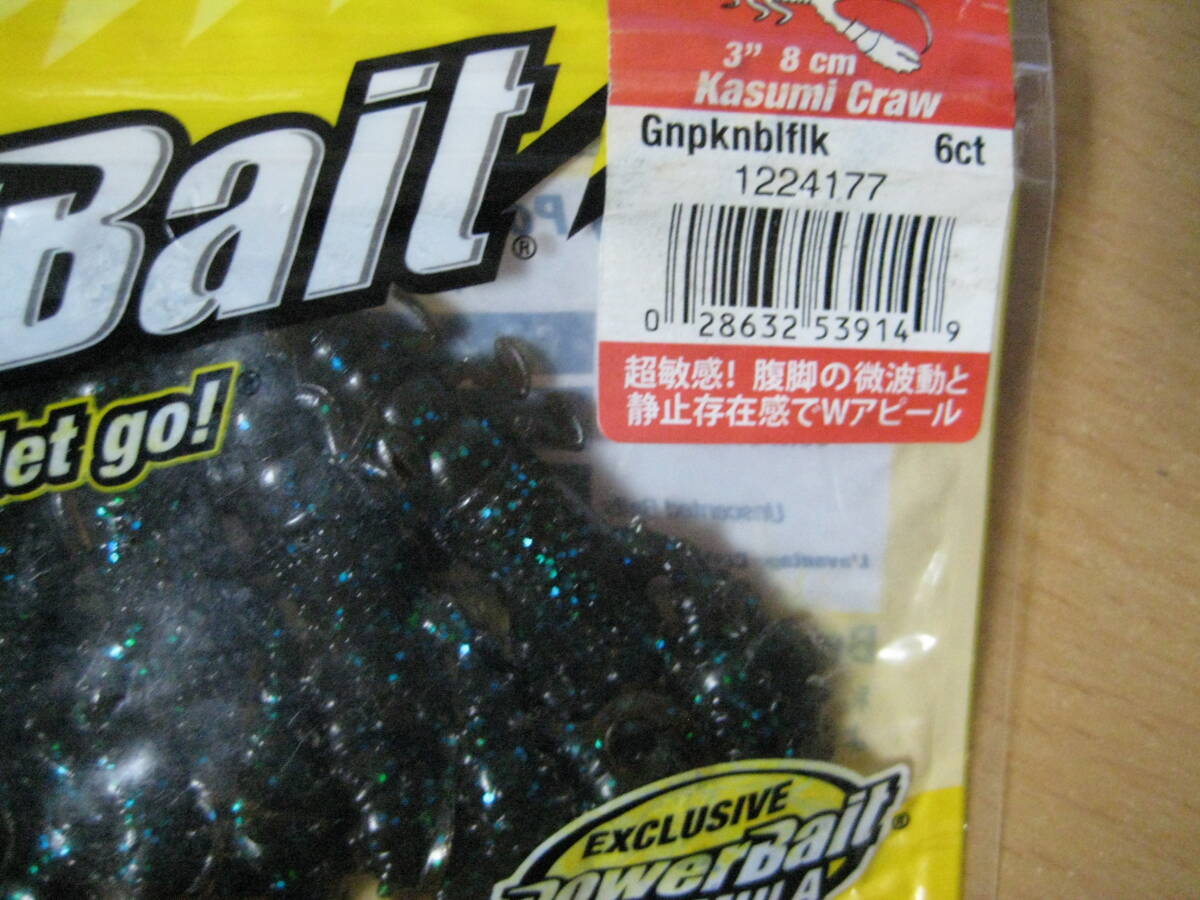 Bait®
let go!
3” 8 cm
Kasumi Craw
Gnpknblflk 6ct
1224177
0 28632 53914 9
超敏感！腹脚の微波動と
静止存在感でWアピール
EXCLUSIVE
PowerBait®